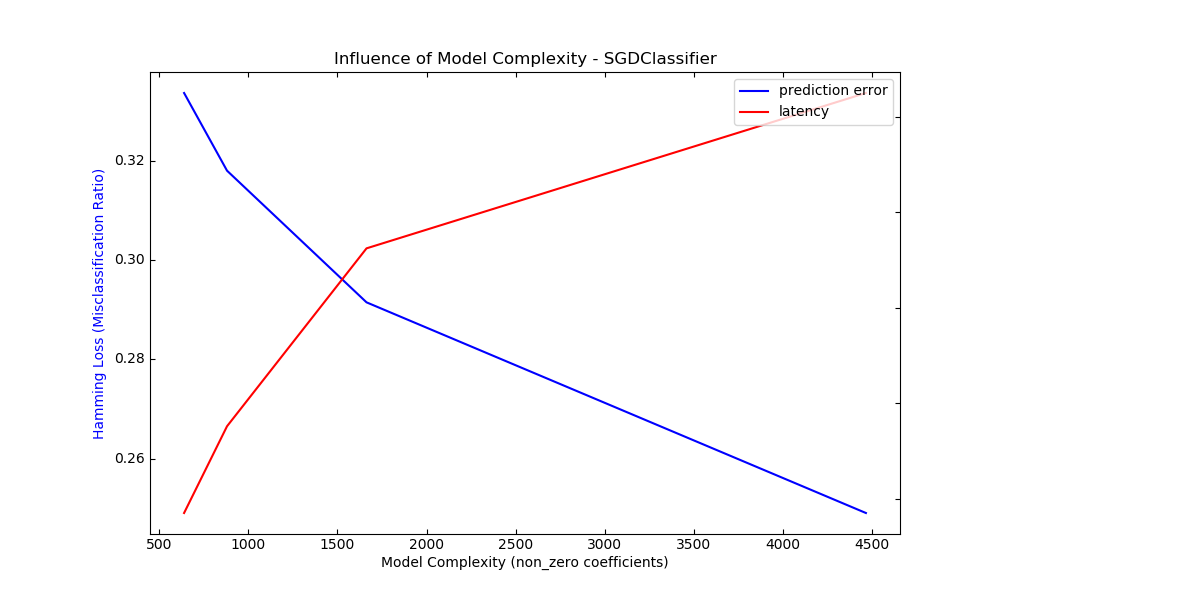 Influence of Model Complexity - SGDClassifier
prediction error
latency
0.32
0.30
0.28
0.26
Hamming Loss (Misclassification Ratio)
500 1000 1500 2000 2500 3000 3500 4000 4500
Model Complexity (non_zero coefficients)